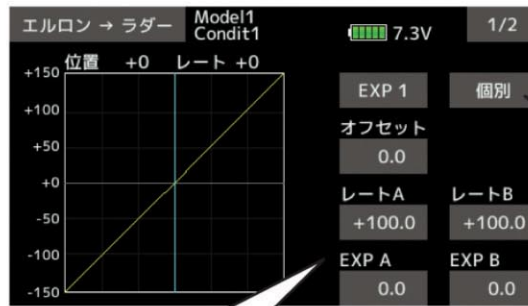 エルロン → ラダー
Model1
Condit1
7.3V
1/2
位置 +0 レート +0
+150
+100
+50
+0
-50
-100
-150
EXP 1
個別
オフセット
0.0
レートA
レートB
+100.0
+100.0
EXP A
EXP B
0.0
0.0